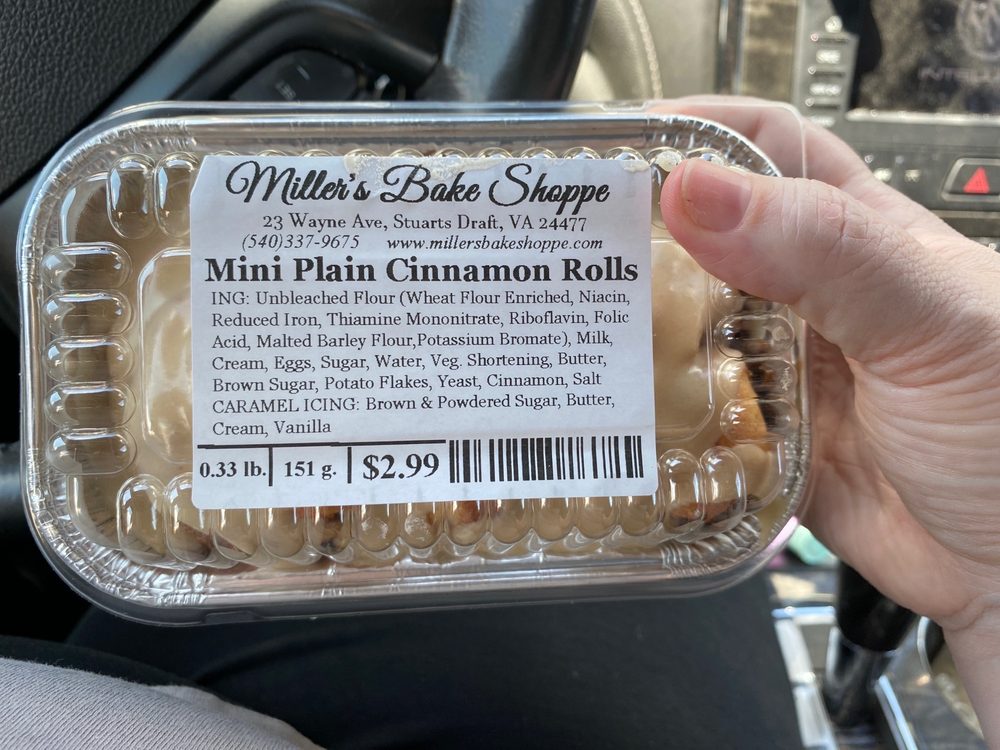 Miller's Bake Shoppe
23 Wayne Ave, Stuarts Draft, VA 24477
(540)337-9675 www.millersbakeshoppe.com
Mini Plain Cinnamon Rolls
ING: Unbleached Flour (Wheat Flour Enriched, Niacin,
Reduced Iron, Thiamine Mononitrate, Riboflavin, Folic
Acid, Malted Barley Flour,Potassium Bromate), Milk,
Cream, Eggs, Sugar, Water, Veg. Shortening, Butter,
Brown Sugar, Potato Flakes, Yeast, Cinnamon, Salt
CARAMEL ICING: Brown & Powdered Sugar, Butter,
Cream, Vanilla
0.33 lb. 151 g. $2.99